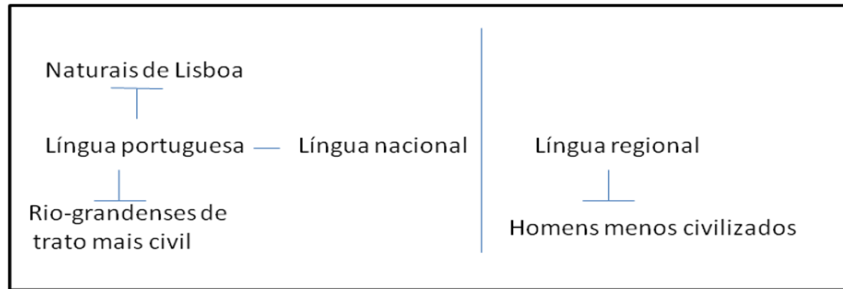 Naturais de Lisboa
Língua portuguesa
Língua nacional
Língua regional
Rio-grandenses de
trato mais civil
Homens menos civilizados